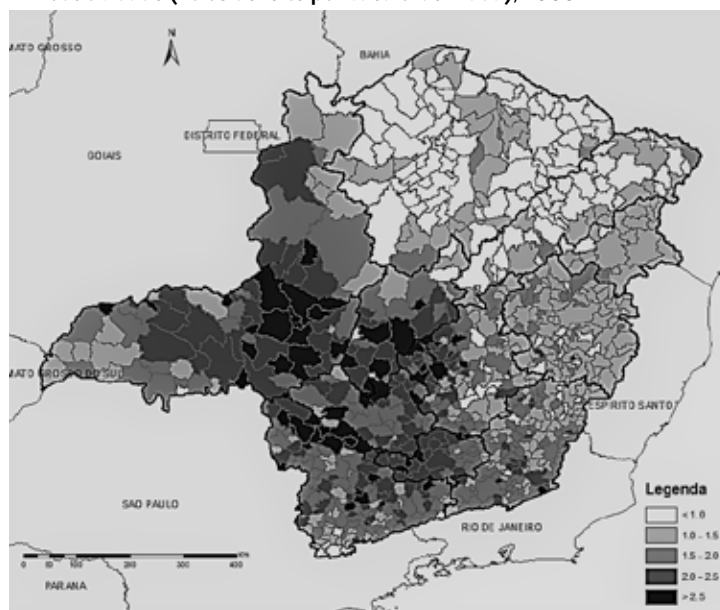 MATO GROSSO
BAHIA
N
DISTRITO FEDERAL
GOIAIS
MATO GROSSO DO SUL
ESPIRITO SANTO
SAO PAULO
RIO DE JANEIRO
PARANA
0
100
200
300
400
Legenda
< 1.0
1.0 - 1.5
1.5 - 2.0
2.0 - 2.5
> 2.5